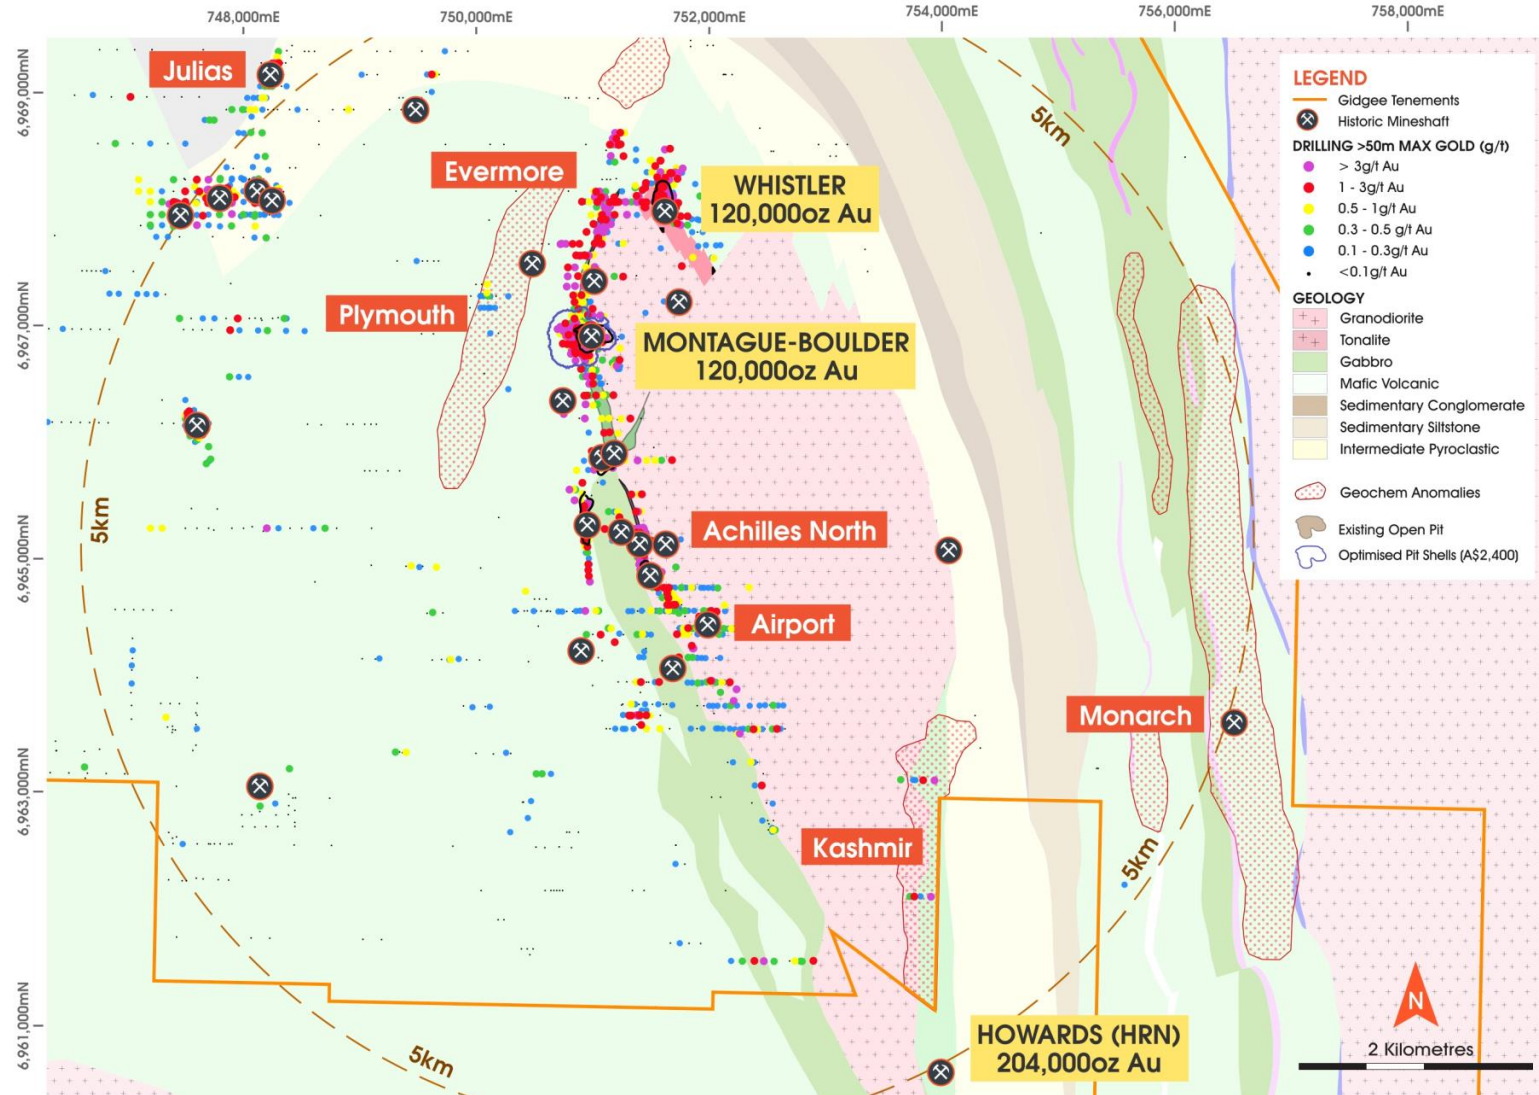 748,000mE
750,000mE
752,000mE
754,000mE
756,000mE
758,000mE
6,969,000mN
6,967,000mN
6,965,000mN
6,963,000mN
6,961,000mN
Julias
Evermore
WHISTLER
120,000oz Au
5km
Plymouth
MONTAGUE-BOULDER
120,000oz Au
5km
Achilles North
Airport
Monarch
Kashmir
5km
HOWARDS (HRN)
204,000oz Au
5km
LEGEND
Gidgee Tenements
Historic Mineshaft
DRILLING >50m MAX GOLD (g/t)
> 3g/t Au
1 - 3g/t Au
0.5 - 1g/t Au
0.3 - 0.5 g/t Au
0.1 - 0.3g/t Au
<0.1g/t Au
GEOLOGY
Granodiorite
Tonalite
Gabbro
Mafic Volcanic
Sedimentary Conglomerate
Sedimentary Siltstone
Intermediate Pyroclastic
Geochem Anomalies
Existing Open Pit
Optimised Pit Shells (A$2,400)
N
2 Kilometres